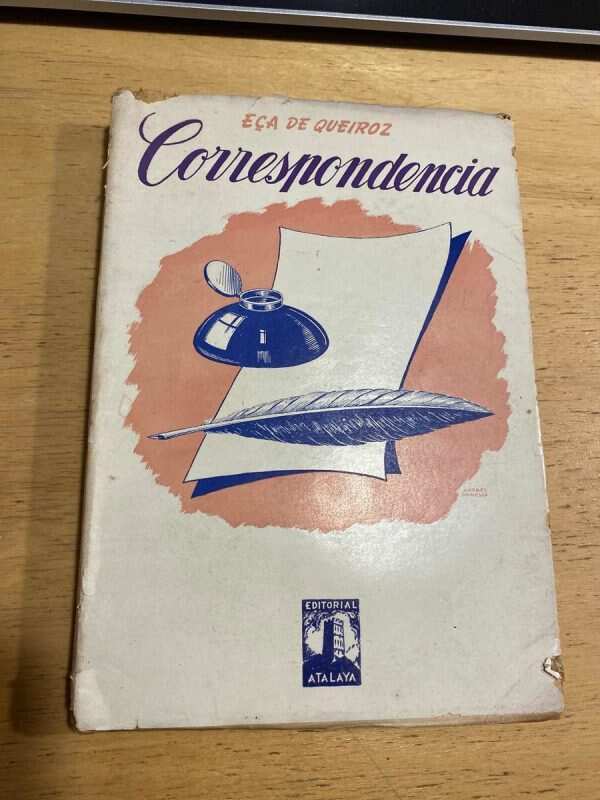 EÇA DE QUEIROZ
Correspondencia
EDITORIAL
ATALAYA